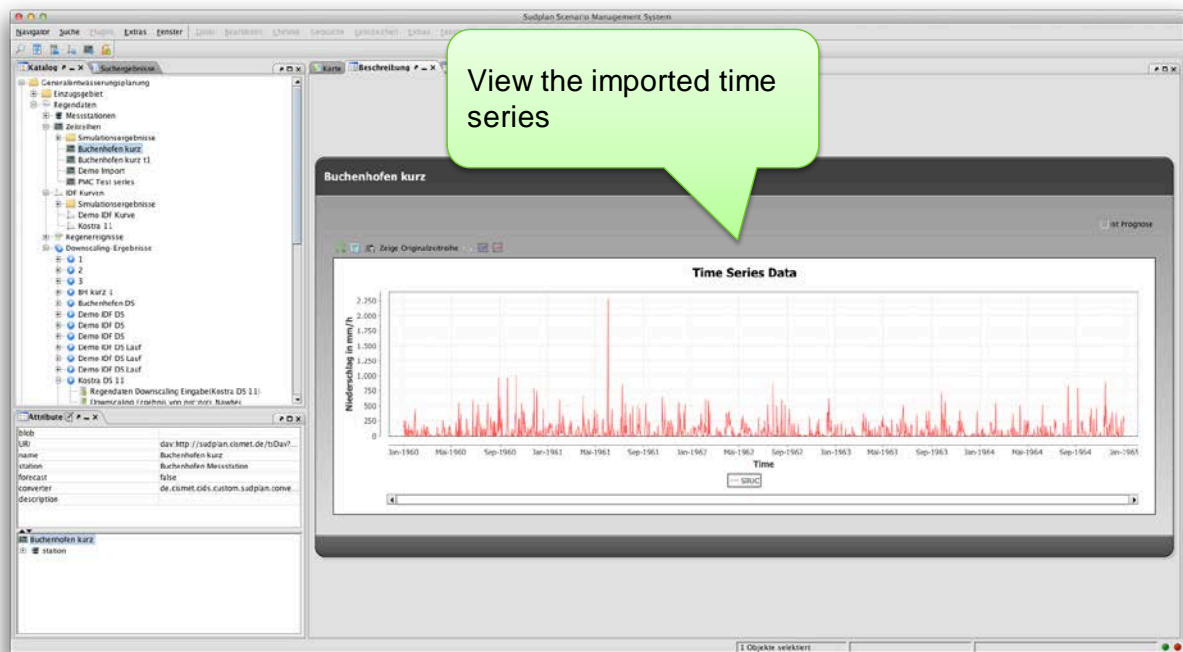 Sudplan Scenario Management System
Navigator Suche Plugin Extras Fenster
Katalog
Suchergebnisse
Karte
Beschreibung
View the imported time
series
Generalentwässerungsplanung
Einzugsgebiet
Regendaten
Messstationen
Zeitreihen
Simulationsergebnisse
Buchenhofen kurz
Buchenhofen kurz t1
Demo Import
PMC Test series
IDF Kurven
Simulationsergebnisse
Demo IDF Kurve
Kostra 11
Regenereignisse
Downscaling-Ergebnisse
1
2
3
BH kurz 1
Buchenhofen DS
Demo IDF DS
Demo IDF DS
Demo IDF DS
Demo IDF DS Lauf
Demo IDF DS Lauf
Demo IDF DS Lauf
Kostra DS 11
Regendaten Downscaling Eingabe(Kostra DS 11)
Buchenhofen kurz
ist Prognose
Zeige Originalzeitreihe
Time Series Data
Niederschlag in mm/h
2.250
2.000
1.750
1.500
1.250
1.000
750
500
250
0
Jan-1960 Mai-1960 Sep-1960 Jan-1961 Mai-1961 Sep-1961 Jan-1962 Mai-1962 Sep-1962 Jan-1963 Mai-1963 Sep-1963 Jan-1964 Mai-1964 Sep-1964 Jan-1965
Time
Attribute
blob
URI dav:http://sudplan.cismet.de/tsDav?...
name Buchenhofen kurz
station Buchenhofen Messstation
forecast false
converter de.cismet.cids.custom.sudplan.conve...
description
Buchenhofen kurz
station
1 Objekte selektiert